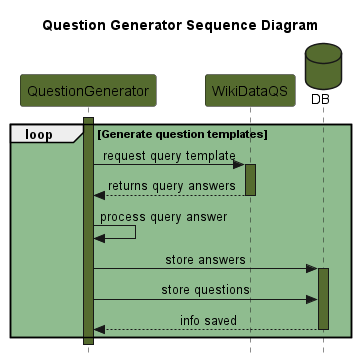 Question Generator Sequence Diagram
QuestionGenerator
WikiDataQS
DB
loop [Generate question templates]
request query template
returns query answers
process query answer
store answers
store questions
info saved